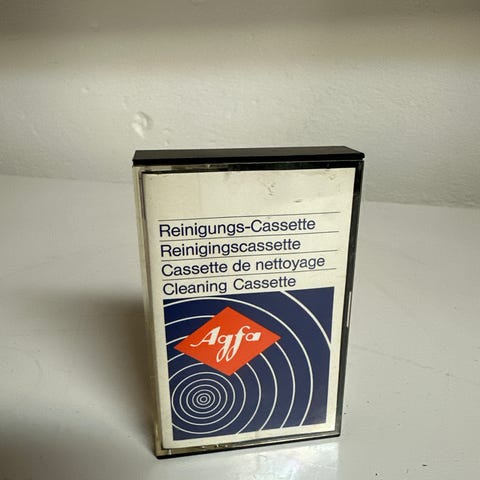 Reinigungs-Cassette
Reinigingscassette
Cassette de nettoyage
Cleaning Cassette
Agfa